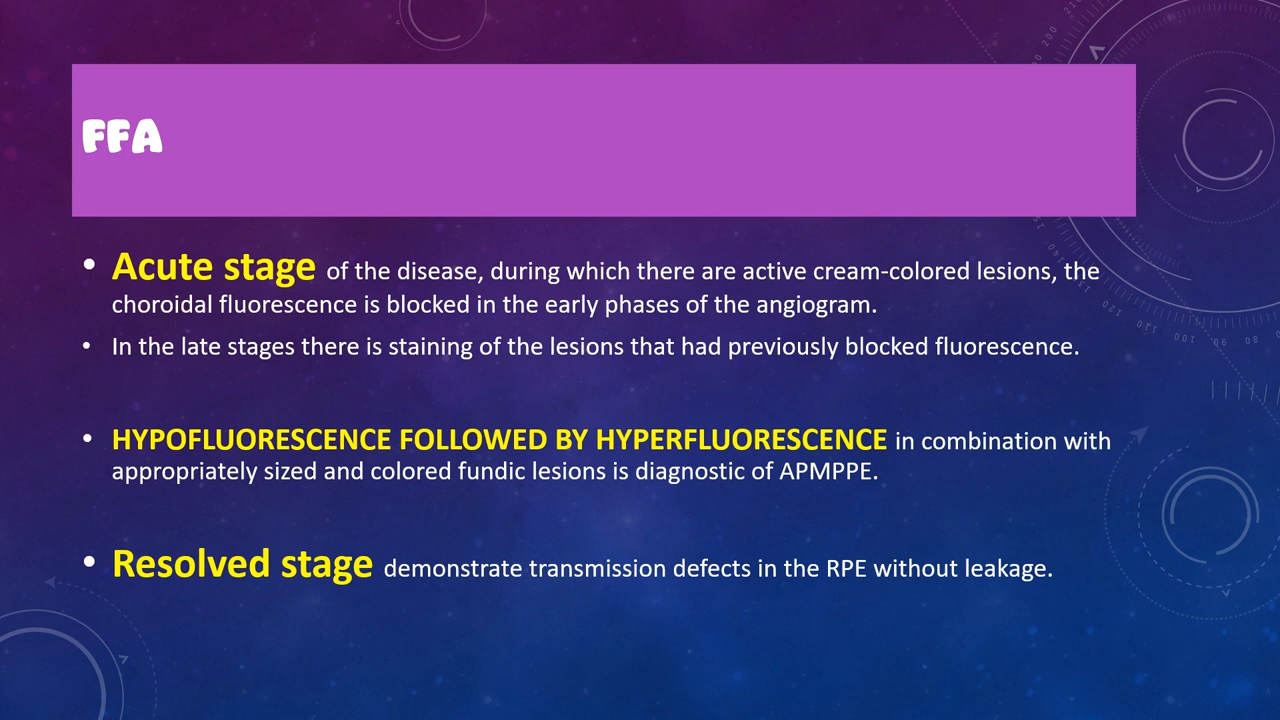 FFA
• Acute stage of the disease, during which there are active cream-colored lesions, the
choroidal fluorescence is blocked in the early phases of the angiogram.
• In the late stages there is staining of the lesions that had previously blocked fluorescence.
• HYPOFLUORESCENCE FOLLOWED BY HYPERFLUORESCENCE in combination with
appropriately sized and colored fundic lesions is diagnostic of APMPPE.
• Resolved stage demonstrate transmission defects in the RPE without leakage.